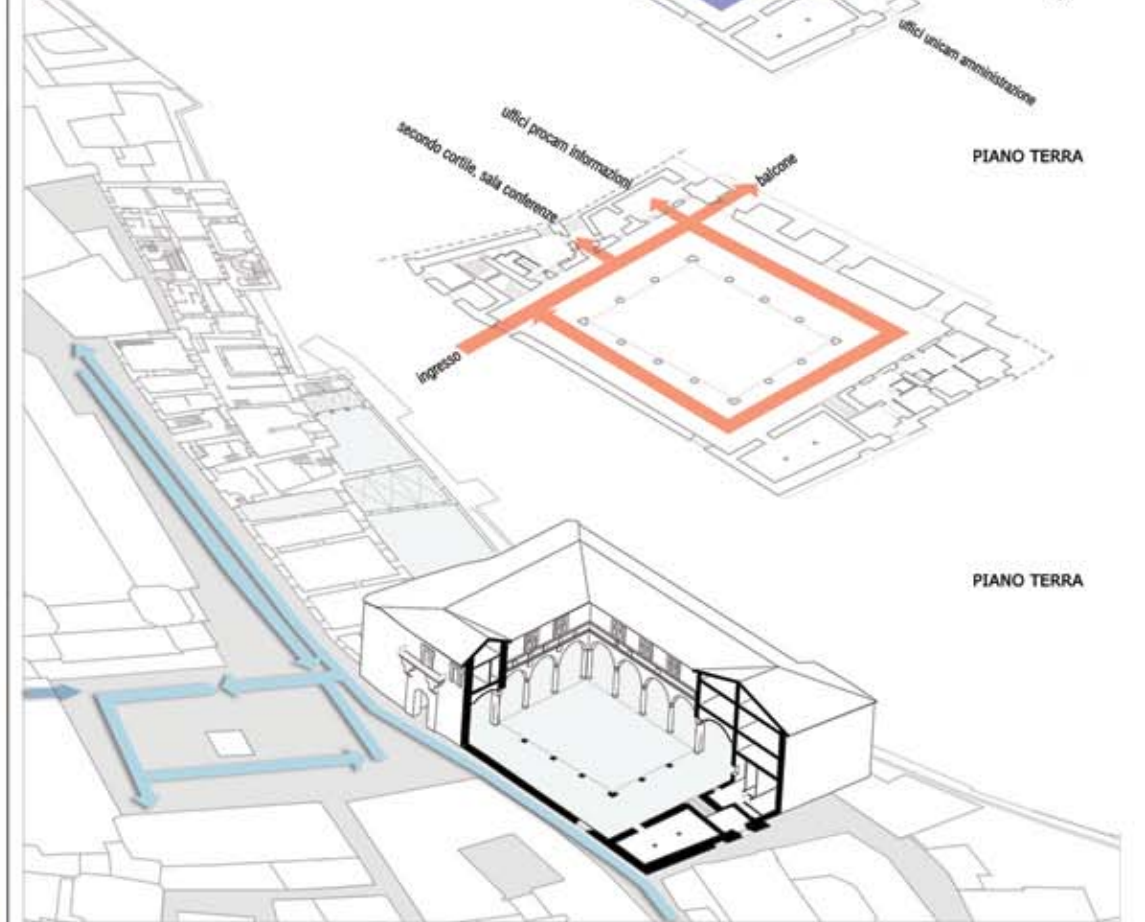 uffici unicam amministrazione
PIANO TERRA
uffici procam informazioni
secondo cortile, sala conferenze
balcone
ingresso
PIANO TERRA